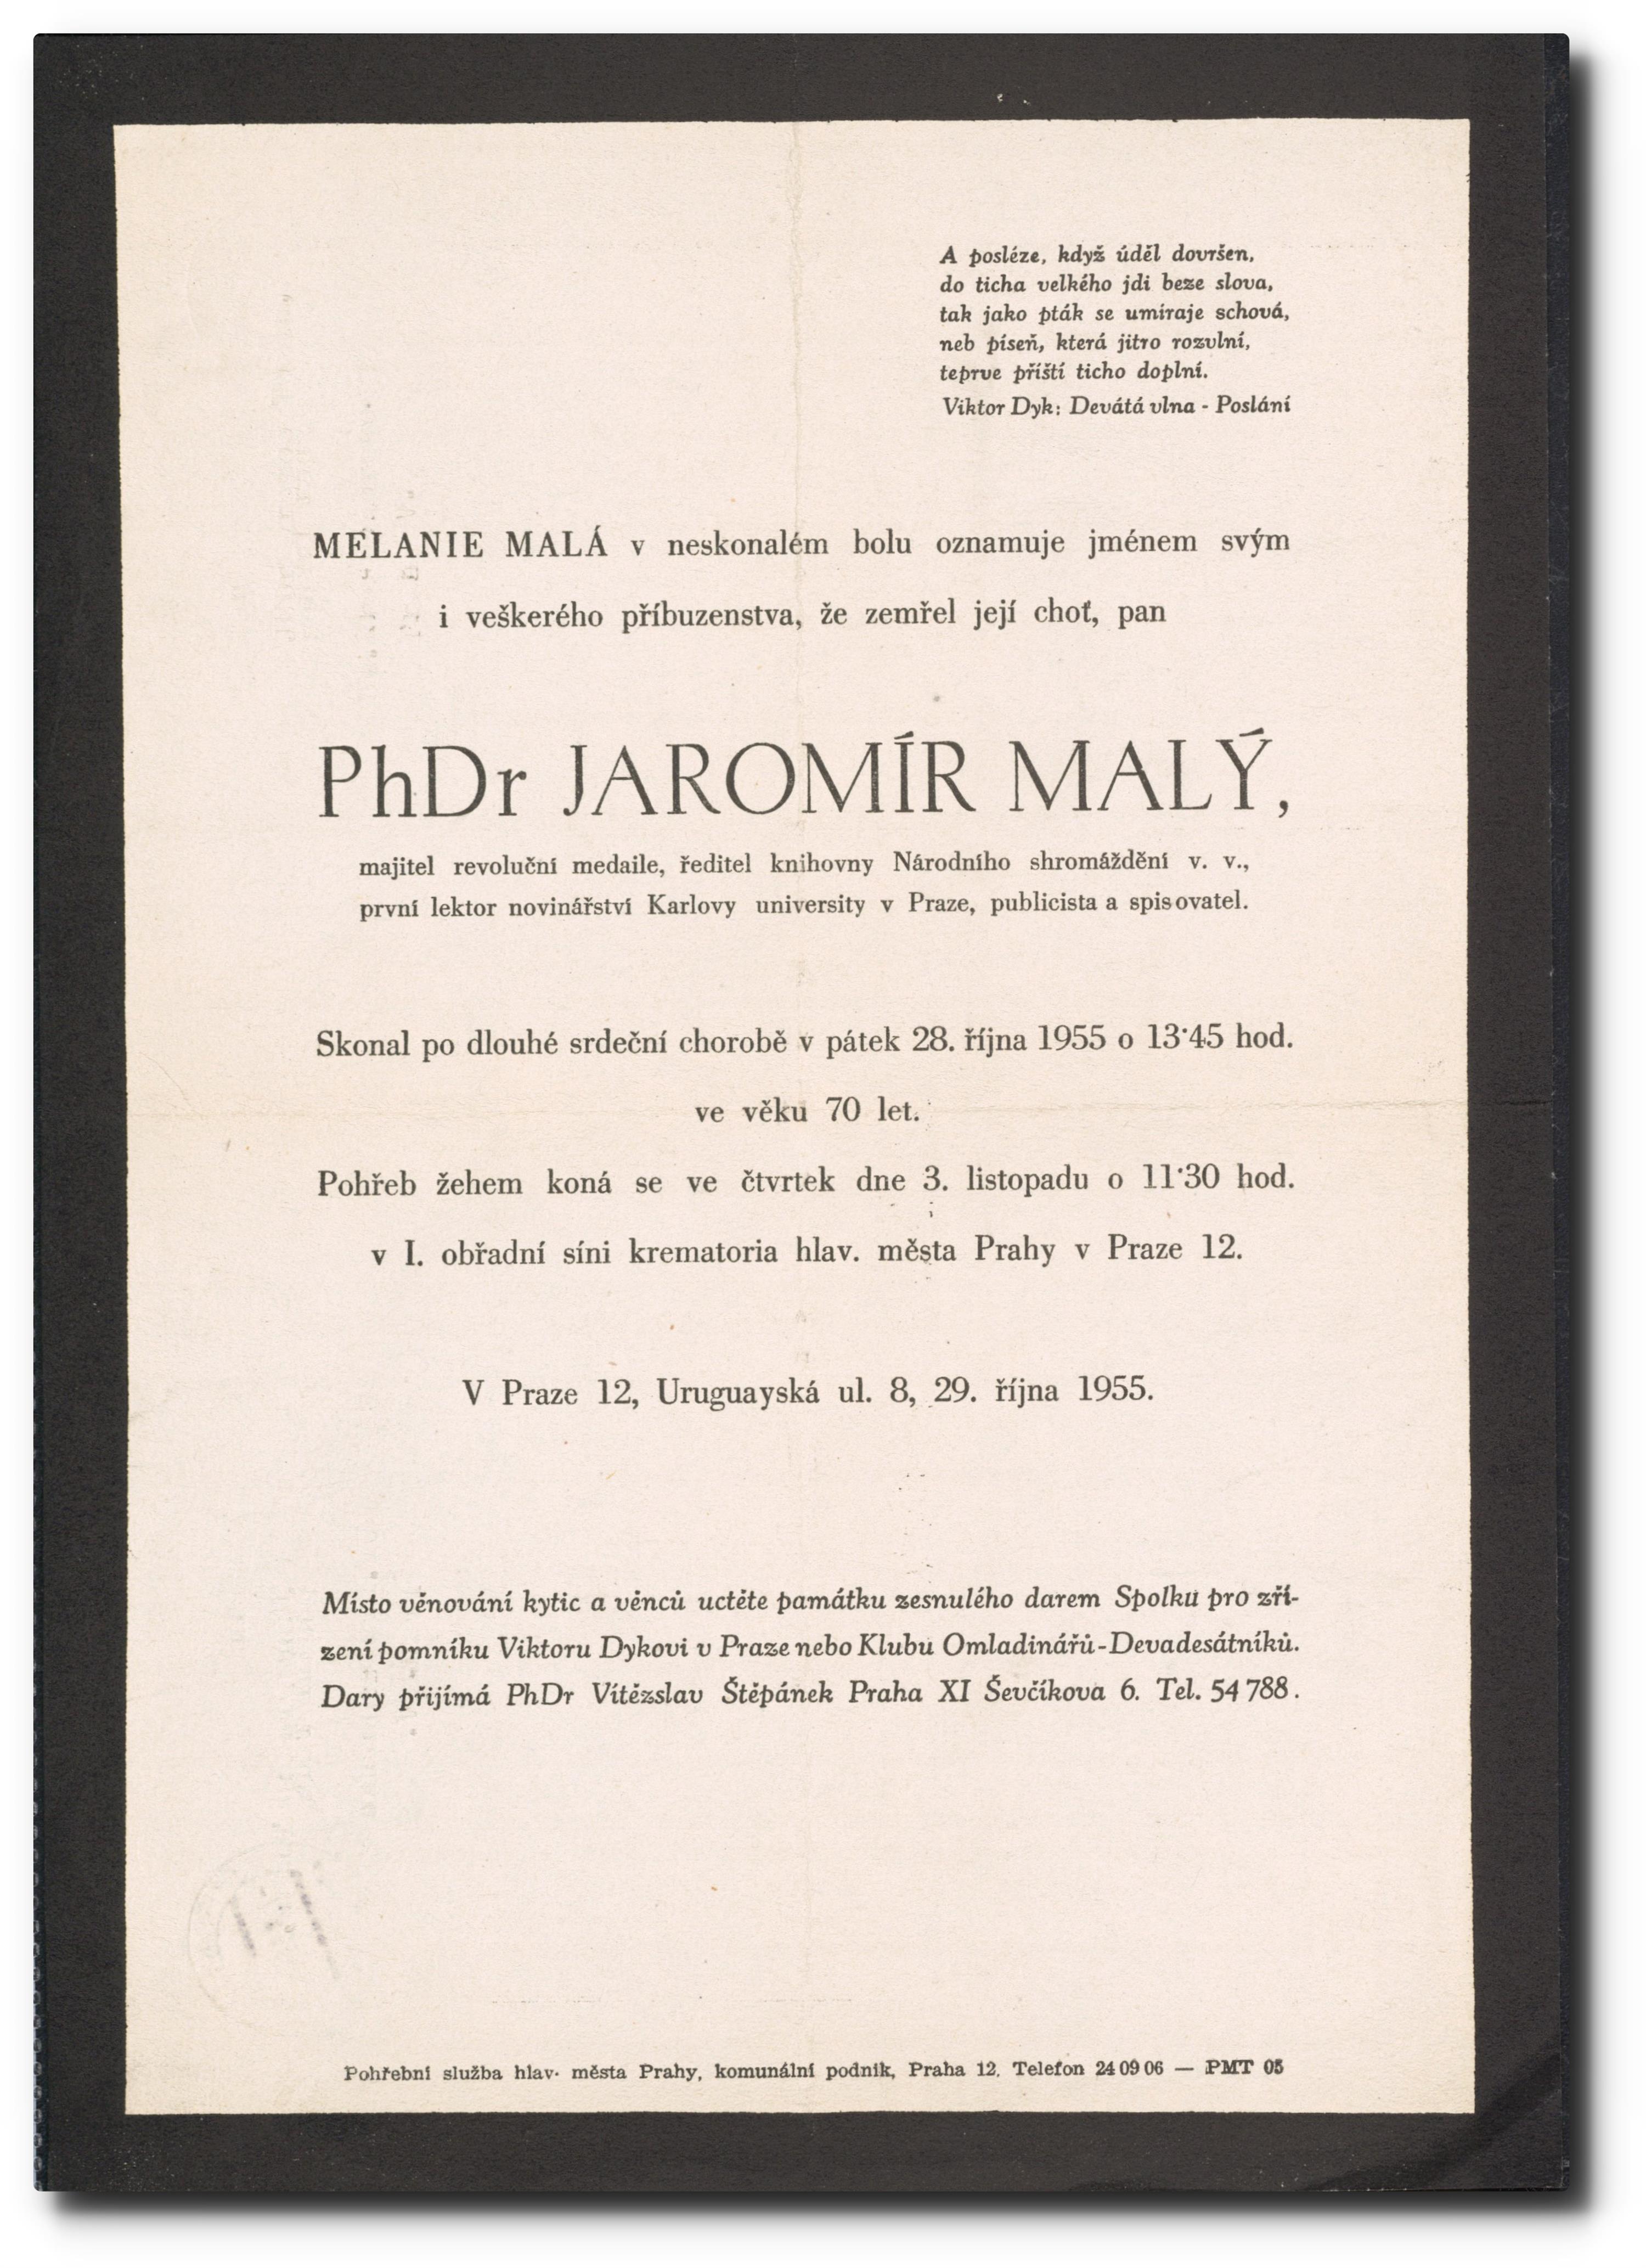 A posléze, když úděl dovršen,
do ticha velkého jdi beze slova,
tak jako pták se umíraje schová,
neb píseň, která jitro rozvlní,
teprve příští ticho doplní.
Viktor Dyk: Devátá vlna - Poslání
MELANIE MALÁ v neskonalém bolu oznamuje jménem svým
i veškerého příbuzenstva, že zemřel její choť, pan
PhDr JAROMÍR MALÝ,
majitel revoluční medaile, ředitel knihovny Národního shromáždění v. v.,
první lektor novinářství Karlovy university v Praze, publicista a spisovatel.
Skonal po dlouhé srdeční chorobě v pátek 28. října 1955 o 13·45 hod.
ve věku 70 let.
Pohřeb žehem koná se ve čtvrtek dne 3. listopadu o 11·30 hod.
v I. obřadní síni krematoria hlav. města Prahy v Praze 12.
V Praze 12, Uruguayská ul. 8, 29. října 1955.
Místo věnování kytic a věnců uctěte památku zesnulého darem Spolku pro zří-
zení pomníku Viktoru Dykovi v Praze nebo Klubu Omladinářů-Devadesátníků.
Dary přijímá PhDr Vítězslav Štěpánek Praha XI Ševčíkova 6. Tel. 54 788.
Pohřební služba hlav. města Prahy, komunální podnik, Praha 12. Telefon 24 09 06 — PMT 05